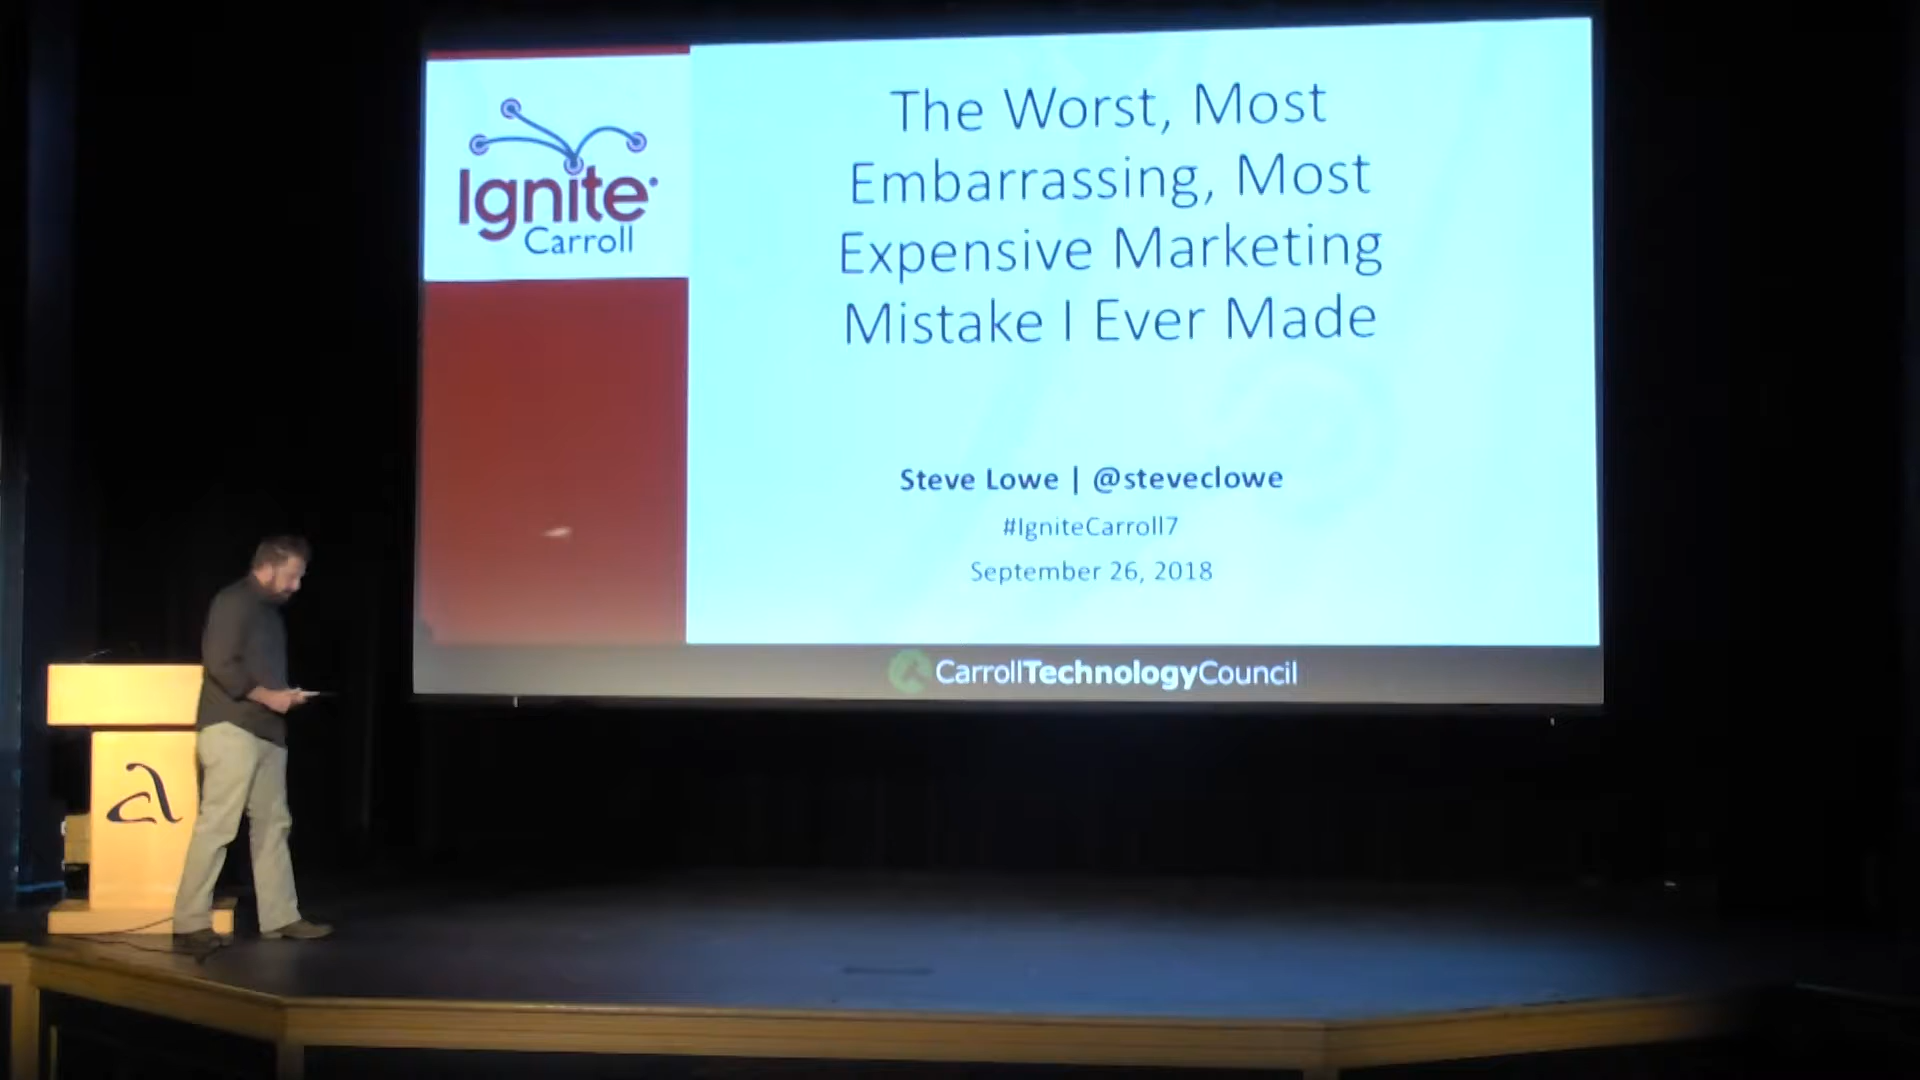 Ignite
Carroll
The Worst, Most
Embarrassing, Most
Expensive Marketing
Mistake I Ever Made
Steve Lowe | @steveclowe
#IgniteCarroll7
September 26, 2018
CarrollTechnologyCouncil
a